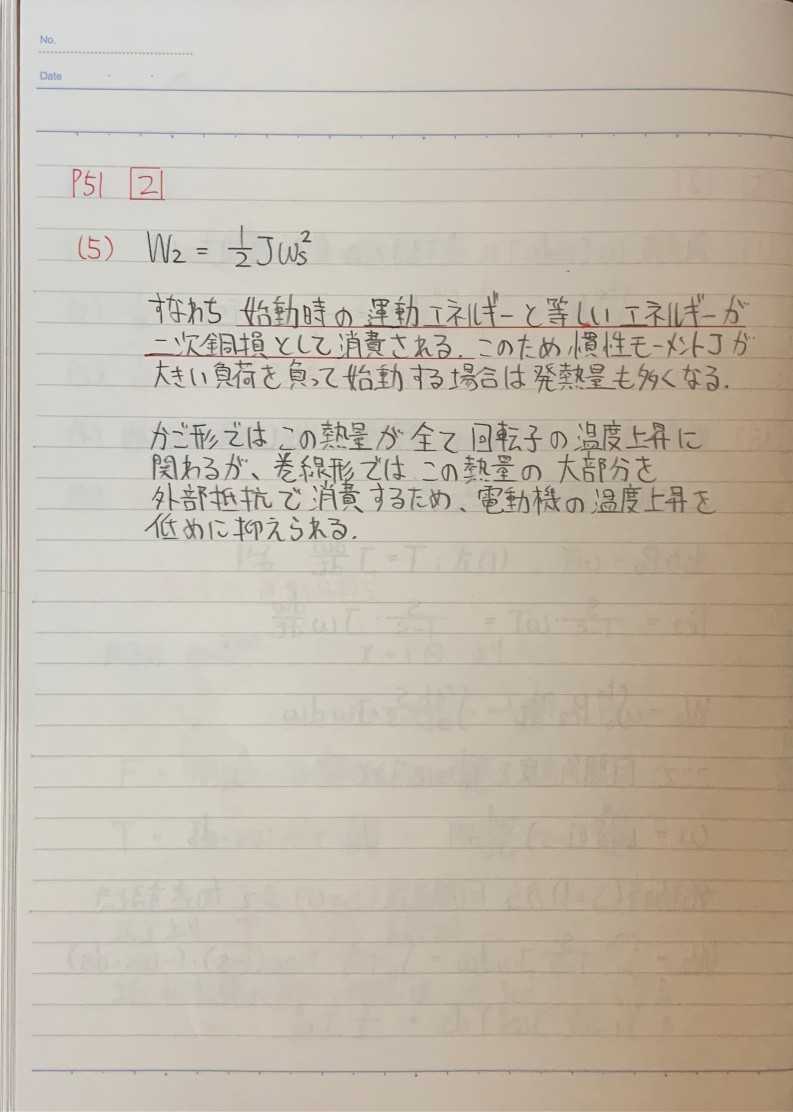 No.
Date
P51 2
(5) W₂ = 1/2 Jωs²
すなわち 始動時の運動エネルギーと等しいエネルギーが
二次銅損として消費される. このため慣性モーメントJが
大きい負荷を負って始動する場合は発熱量も多くなる.
かご形ではこの熱量が全て回転子の温度上昇に
関わるが、巻線形ではこの熱量の大部分を
外部抵抗で消費するため、電動機の温度上昇を
低めに抑えられる.